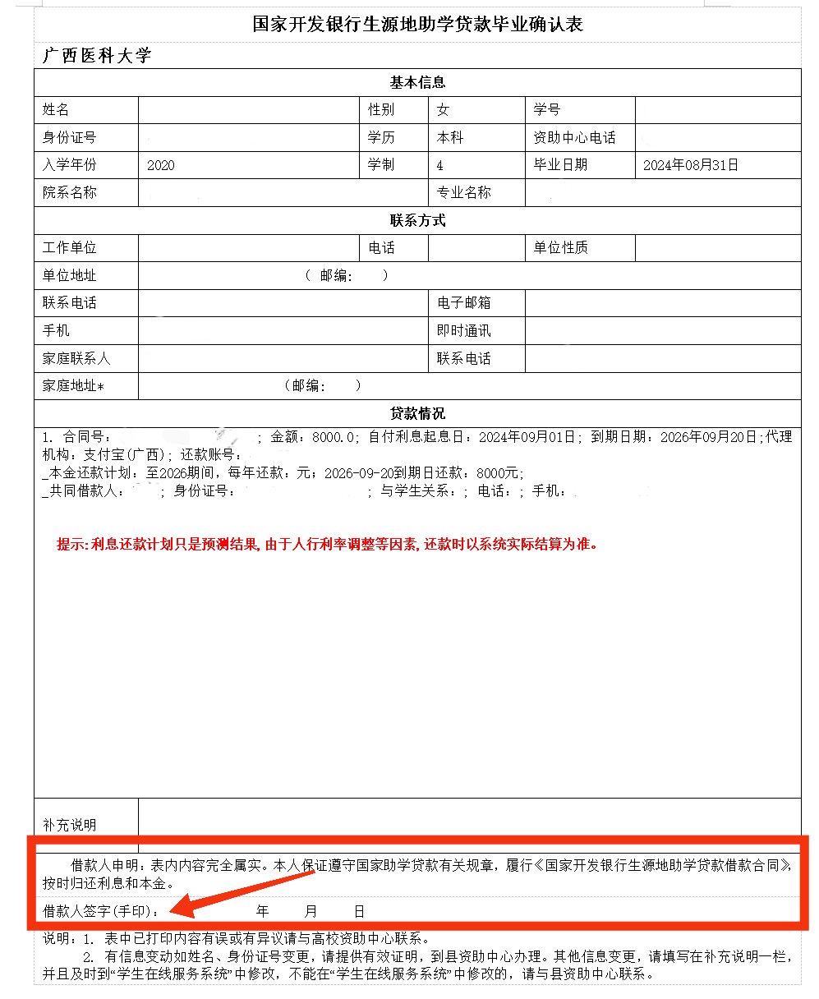 国家开发银行生源地助学贷款毕业确认表
广西医科大学
基本信息
姓名 性别 女 学号
身份证号 学历 本科 资助中心电话
入学年份 2020 学制 4 毕业日期 2024年08月31日
院系名称 专业名称
联系方式
工作单位 电话 单位性质
单位地址 ( 邮编: )
联系电话 电子邮箱
手机 即时通讯
家庭联系人 联系电话
家庭地址* (邮编: )
贷款情况
1. 合同号: ; 金额: 8000.0; 自付利息起息日: 2024年09月01日; 到期日期: 2026年09月20日;代理
机构: 支付宝(广西); 还款账号:
_本金还款计划: 至2026期间, 每年还款: 元; 2026-09-20到期日还款: 8000元;
_共同借款人: ; 身份证号: ; 与学生关系: ; 电话: ; 手机:
提示:利息还款计划只是预测结果,由于人行利率调整等因素,还款时以系统实际结算为准。
补充说明
借款人申明: 表内内容完全属实。本人保证遵守国家助学贷款有关规章, 履行《国家开发银行生源地助学贷款借款合同》,
按时归还利息和本金。
借款人签字(手印): 年 月 日
说明: 1. 表中已打印内容有误或有异议请与高校资助中心联系。
2. 有信息变动如姓名、身份证号变更, 请提供有效证明, 到县资助中心办理。其他信息变更, 请填写在补充说明一栏,
并且及时到“学生在线服务系统”中修改, 不能在“学生在线服务系统”中修改的, 请与县资助中心联系。